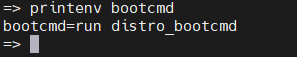 => printenv bootcmd
bootcmd=run distro_bootcmd
=>